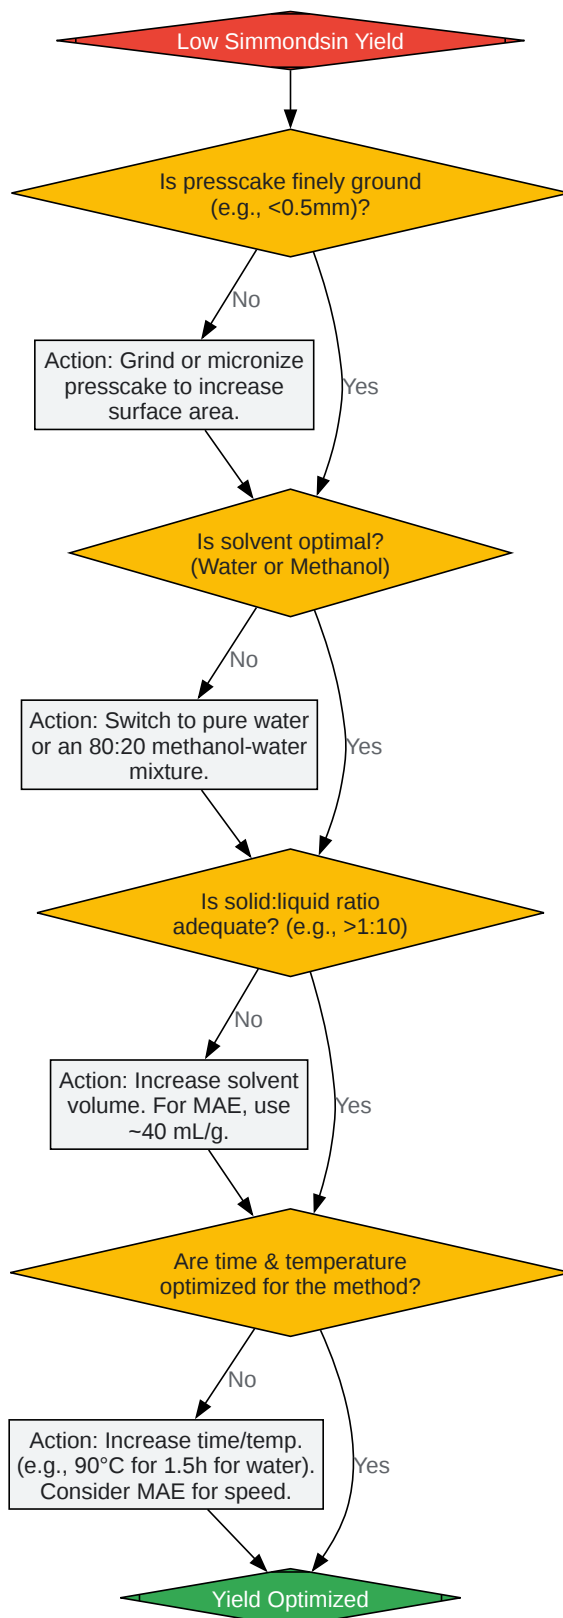 Low Simmondsin Yield
Is presscake finely ground
(e.g., <0.5mm)?
No
Action: Grind or micronize
presscake to increase
surface area.
Yes
Is solvent optimal?
(Water or Methanol)
No
Action: Switch to pure water
or an 80:20 methanol-water
mixture.
Yes
Is solid:liquid ratio
adequate? (e.g., >1:10)
No
Action: Increase solvent
volume. For MAE, use
~40 mL/g.
Yes
Are time & temperature
optimized for the method?
No
Action: Increase time/temp.
(e.g., 90°C for 1.5h for water).
Consider MAE for speed.
Yes
Yield Optimized